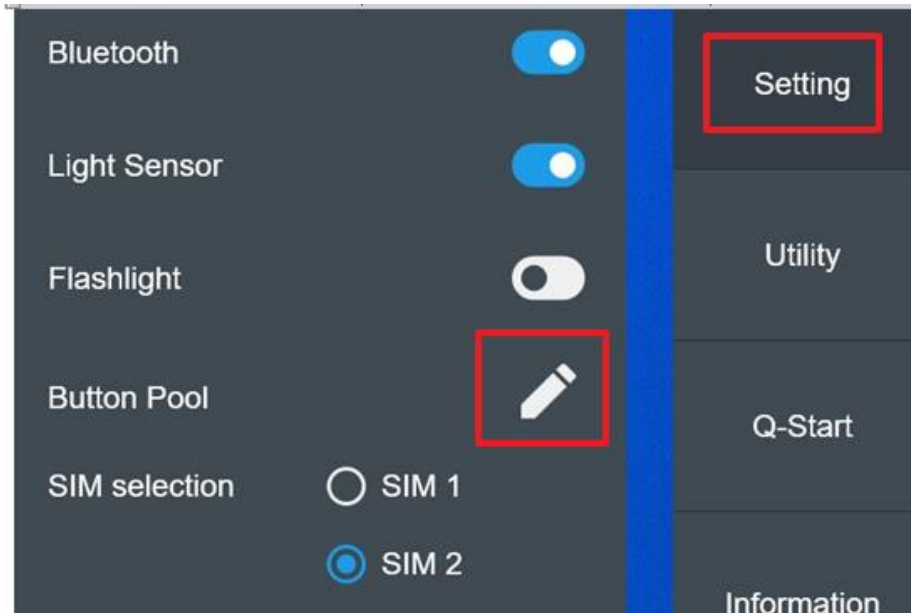 Bluetooth
Light Sensor
Flashlight
Button Pool
SIM selection
SIM 1
SIM 2
Setting
Utility
Q-Start
Information